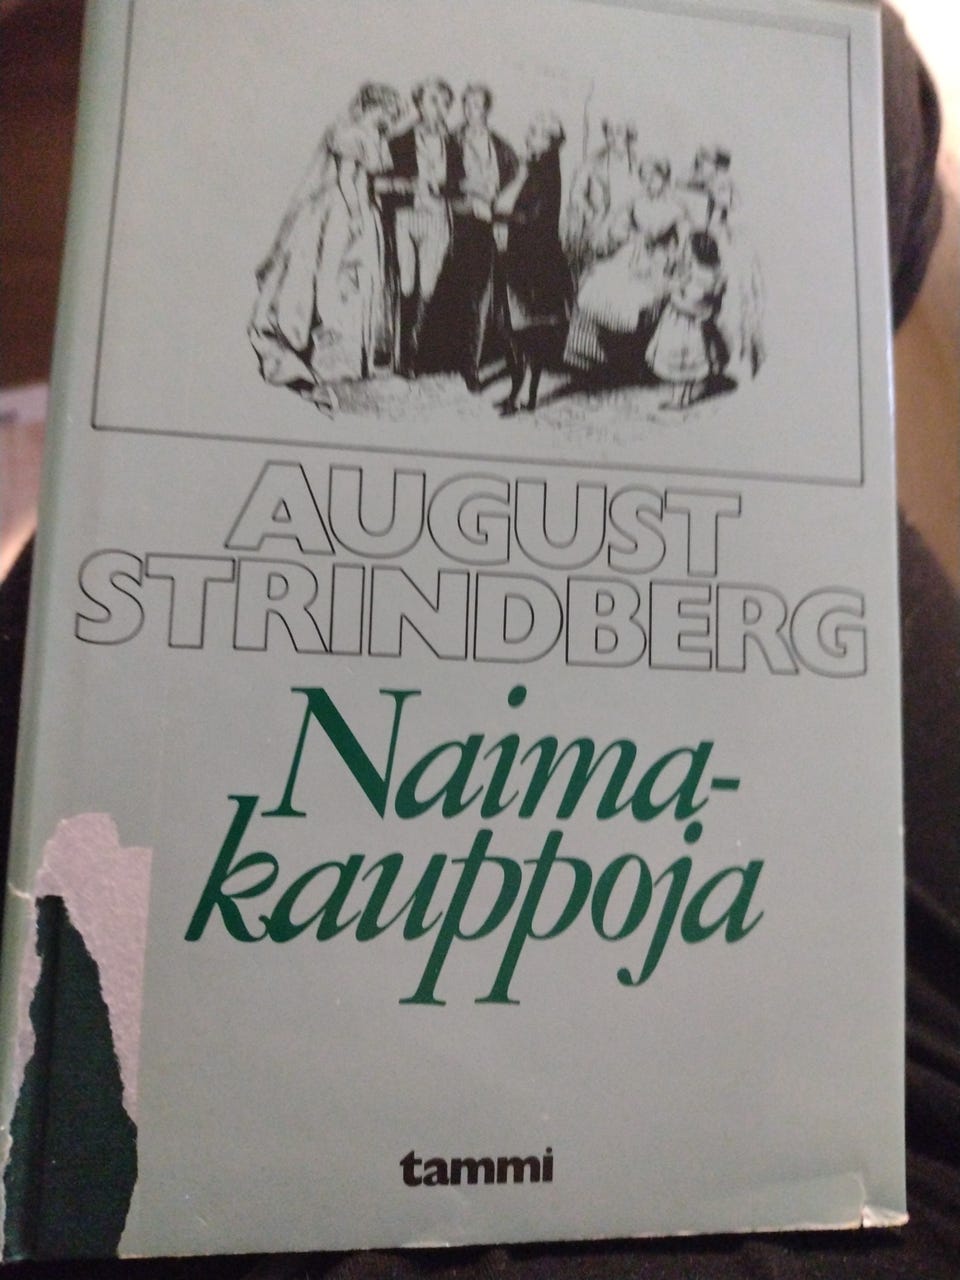 AUGUST
STRINDBERG
Naima-
kauppoja
tammi